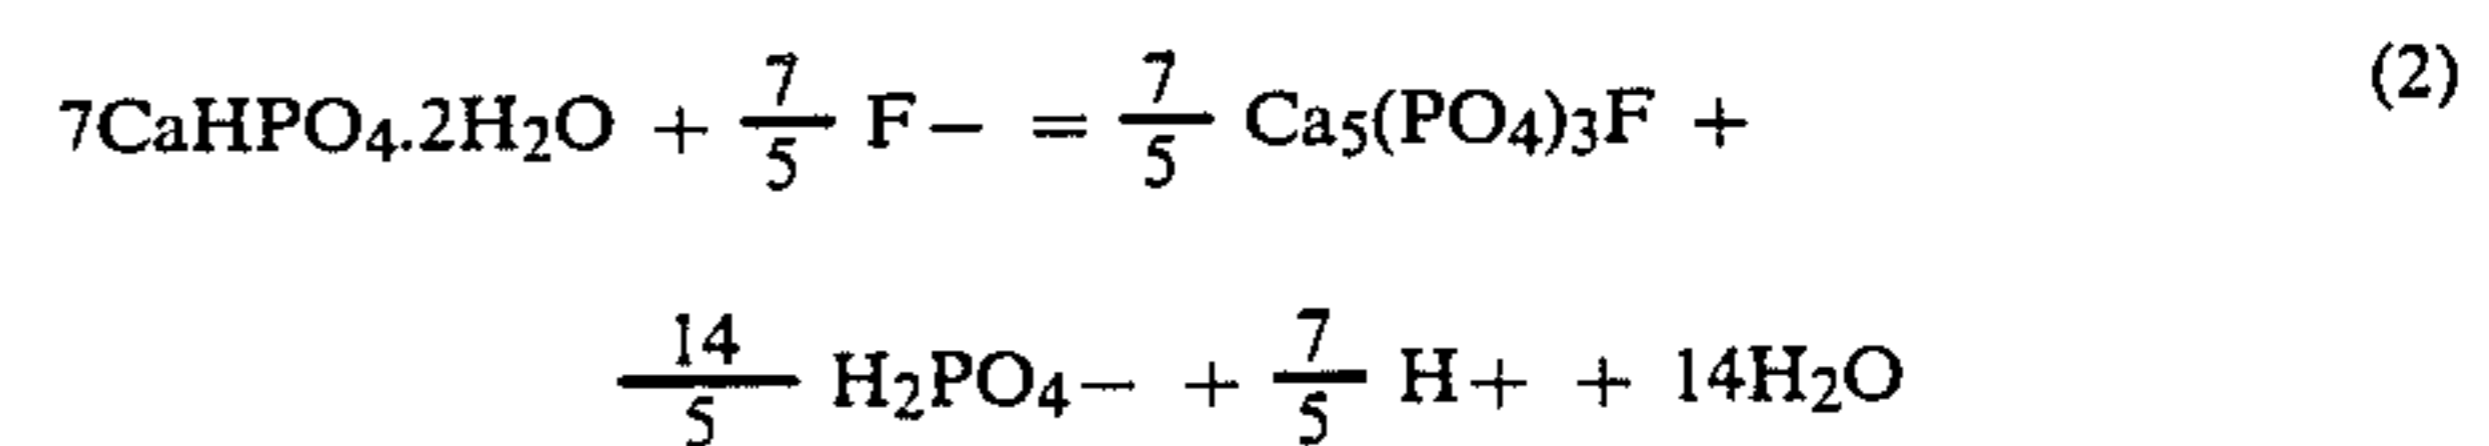 7CaHPO₄.2H₂O + 7/5 F− = 7/5 Ca₅(PO₄)₃F + (2)
14/5 H₂PO₄− + 7/5 H+ + 14H₂O